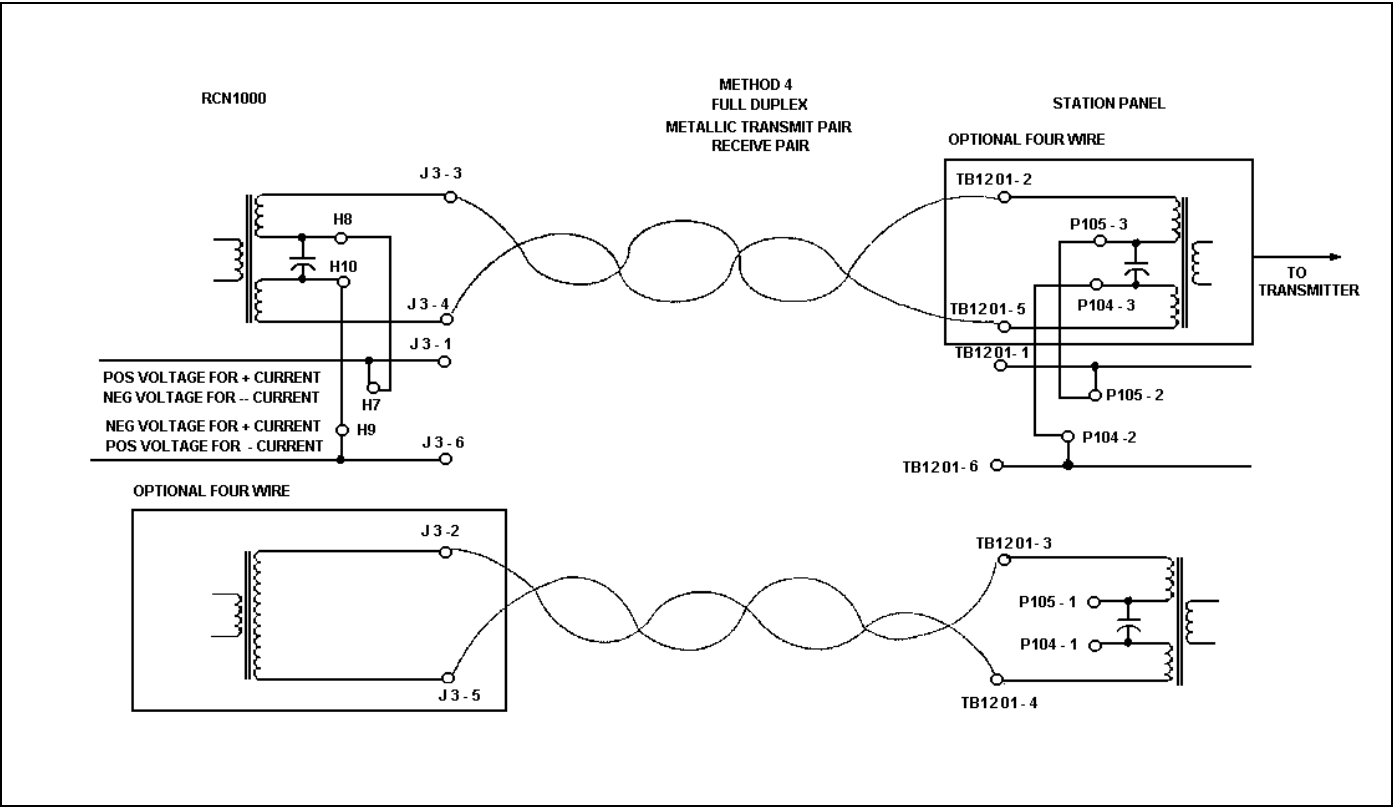 RCN1000
METHOD 4
FULL DUPLEX
METALLIC TRANSMIT PAIR
RECEIVE PAIR
STATION PANEL
OPTIONAL FOUR WIRE
J3-3
TB1201-2
H8
P105-3
H10
TO
TRANSMITTER
J3-4
P104-3
TB1201-5
J3-1
TB1201-1
POS VOLTAGE FOR + CURRENT
NEG VOLTAGE FOR -- CURRENT
H7
P105-2
NEG VOLTAGE FOR + CURRENT
POS VOLTAGE FOR - CURRENT
H9
J3-6
P104-2
TB1201-6
OPTIONAL FOUR WIRE
J3-2
TB1201-3
P105-1
P104-1
J3-5
TB1201-4